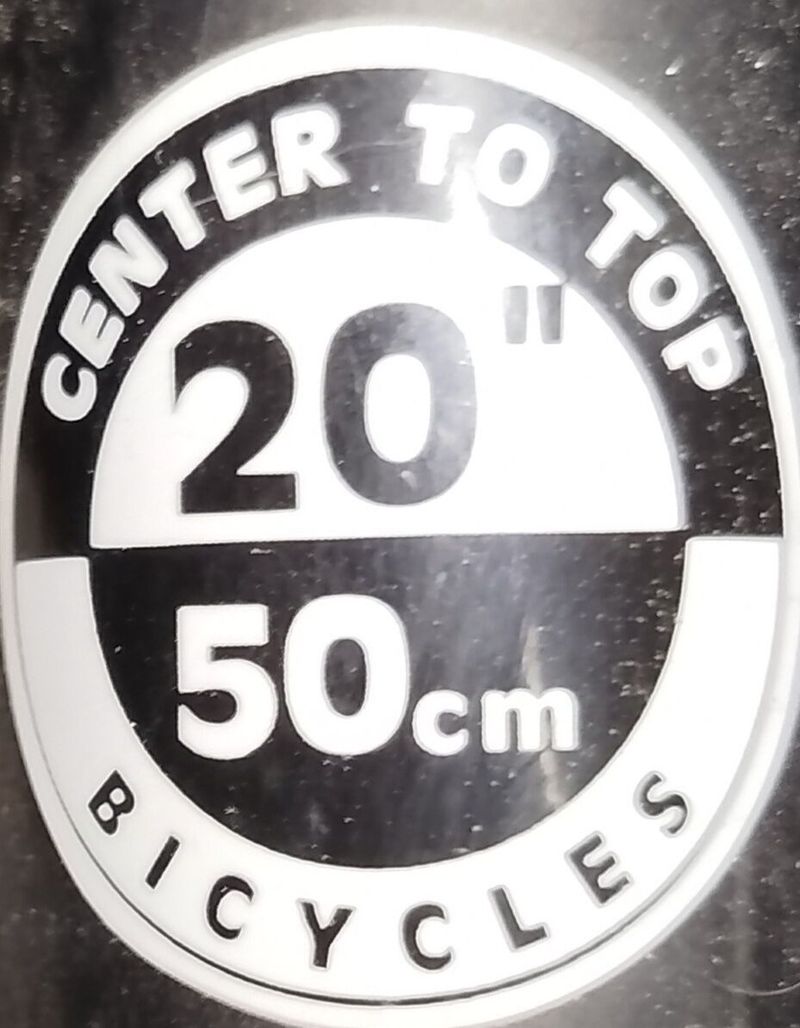 CENTER TO TOP
20"
50cm
BICYCLES